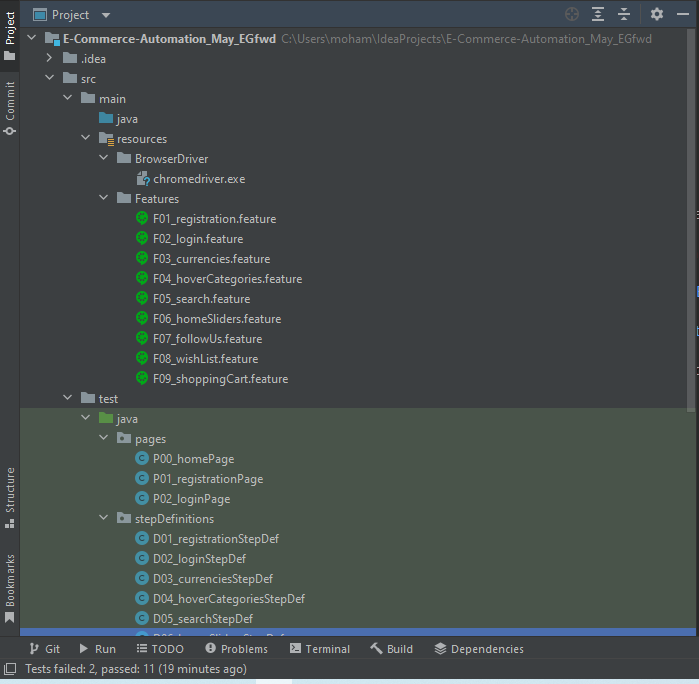 Project
Project
Commit
E-Commerce-Automation_May_EGfwd C:\Users\moham\IdeaProjects\E-Commerce-Automation_May_EGfwd
.idea
src
main
java
resources
BrowserDriver
chromedriver.exe
Features
F01_registration.feature
F02_login.feature
F03_currencies.feature
F04_hoverCategories.feature
F05_search.feature
F06_homeSliders.feature
F07_followUs.feature
F08_wishList.feature
F09_shoppingCart.feature
test
java
pages
P00_homePage
P01_registrationPage
P02_loginPage
stepDefinitions
D01_registrationStepDef
D02_loginStepDef
D03_currenciesStepDef
D04_hoverCategoriesStepDef
D05_searchStepDef
Structure
Bookmarks
Git Run TODO Problems Terminal Build Dependencies
Tests failed: 2, passed: 11 (19 minutes ago)